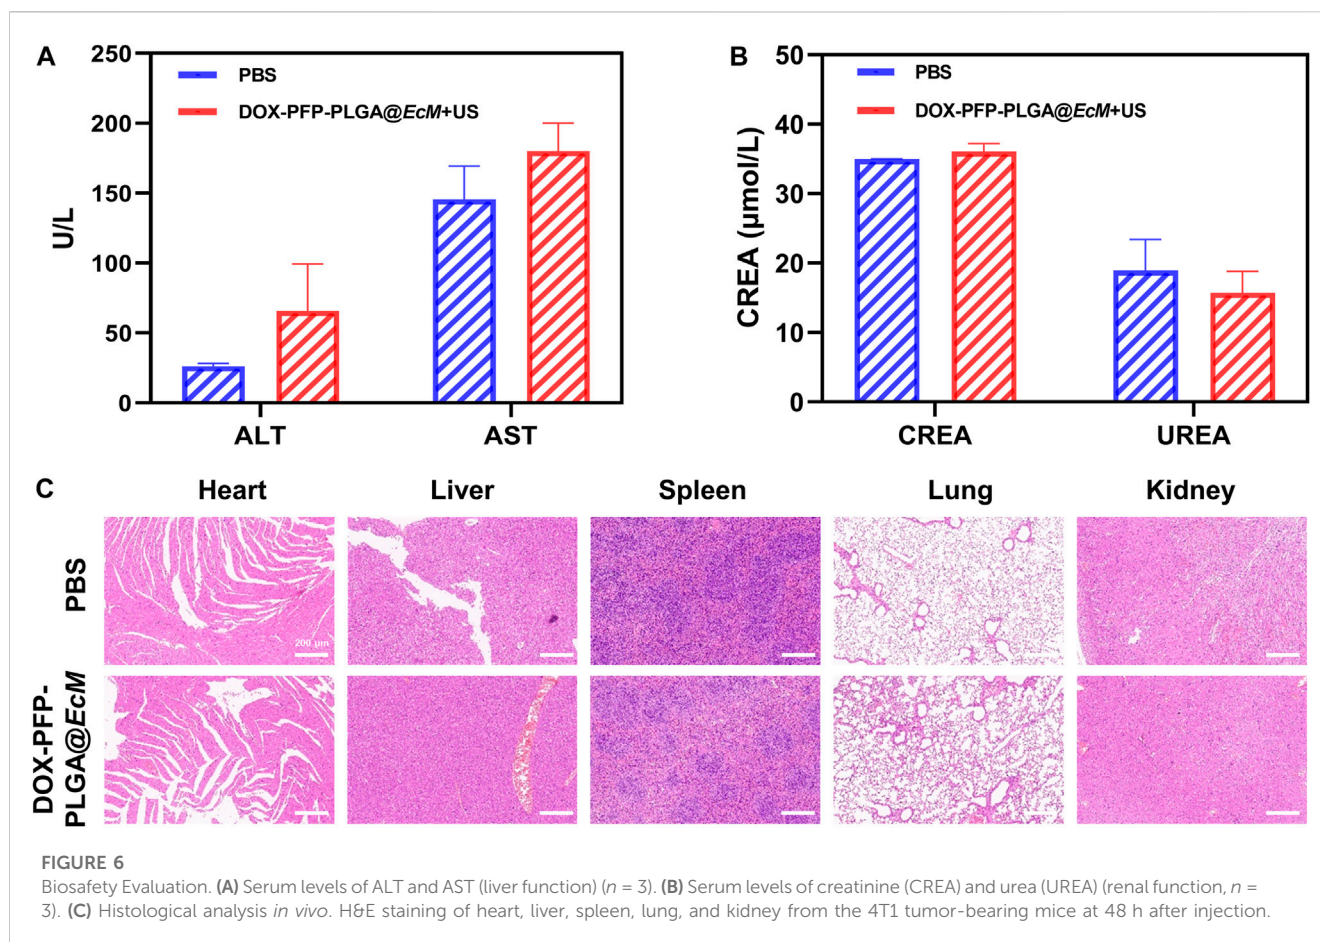 A
250
200
150
100
50
0
U/L
PBS
DOX-PFP-PLGA@EcM+US
ALT
AST
B
50
40
30
20
10
0
CREA (μmol/L)
PBS
DOX-PFP-PLGA@EcM+US
CREA
UREA
C
Heart
Liver
Spleen
Lung
Kidney
PBS
200 μm
DOX-PFP-
PLGA@EcM
FIGURE 6
Biosafety Evaluation. (A) Serum levels of ALT and AST (liver function) (n = 3). (B) Serum levels of creatinine (CREA) and urea (UREA) (renal function, n =
3). (C) Histological analysis in vivo. H&E staining of heart, liver, spleen, lung, and kidney from the 4T1 tumor-bearing mice at 48 h after injection.